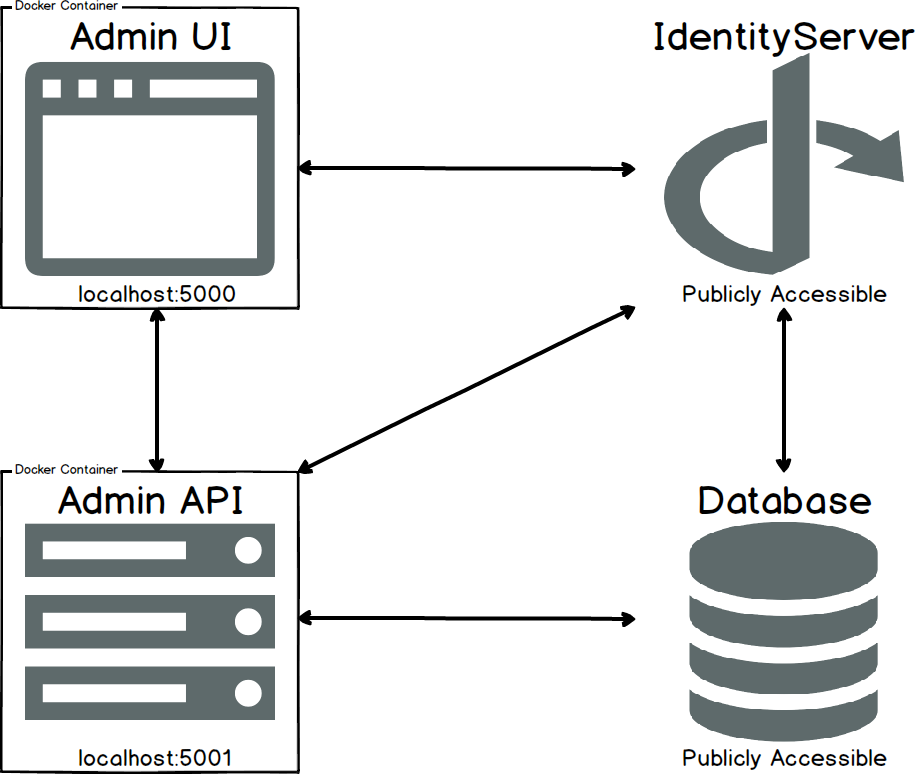 Docker Container
Admin UI
localhost:5000
IdentityServer
Publicly Accessible
Docker Container
Admin API
localhost:5001
Database
Publicly Accessible